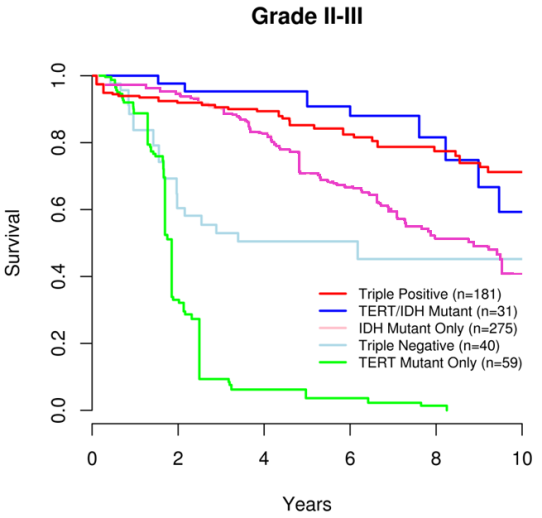 Grade II-III
1.0
0.8
0.6
0.4
0.2
0.0
Survival
Triple Positive (n=181)
TERT/IDH Mutant (n=31)
IDH Mutant Only (n=275)
Triple Negative (n=40)
TERT Mutant Only (n=59)
0 2 4 6 8 10
Years